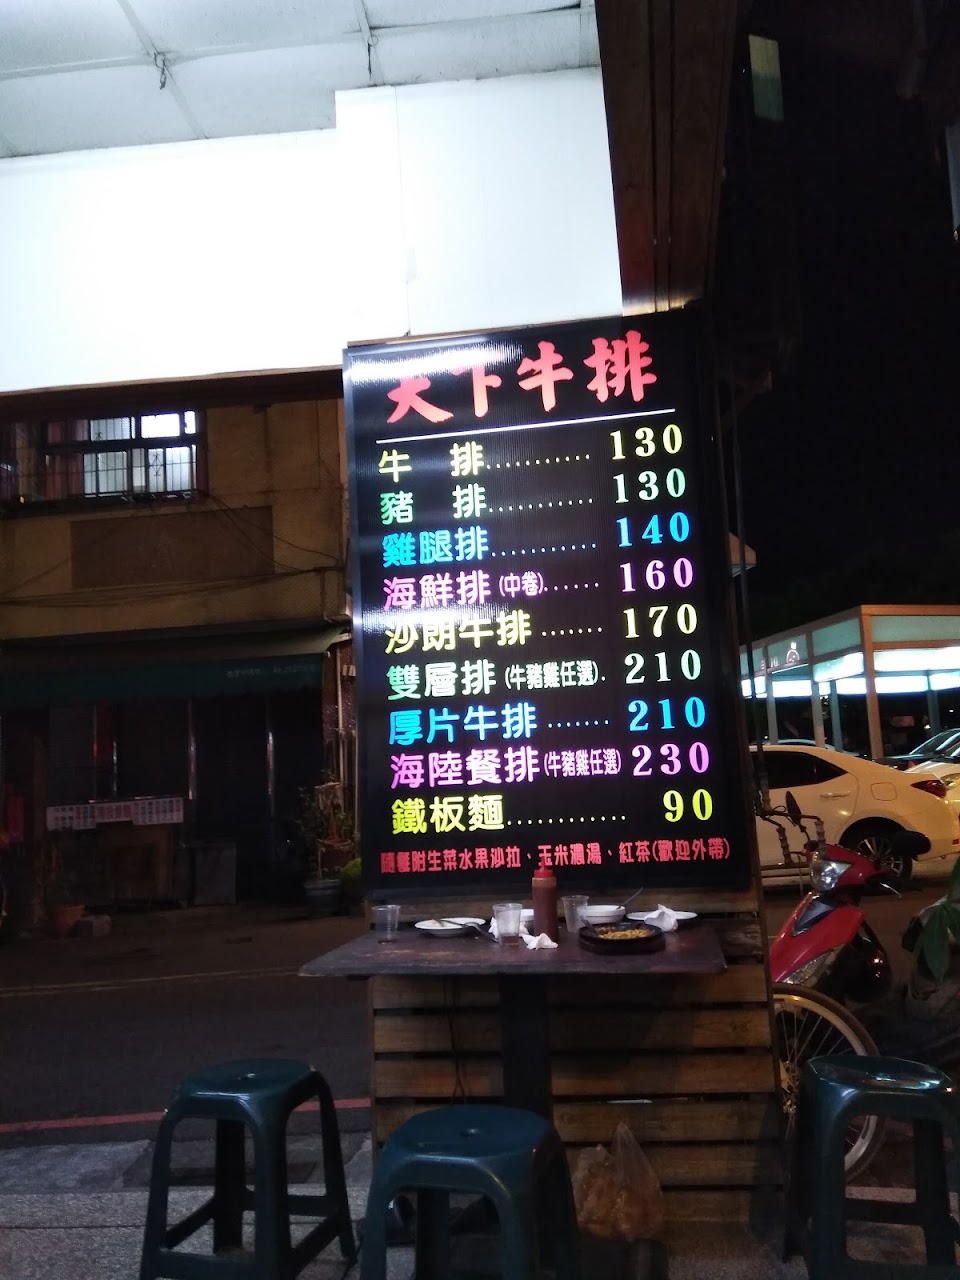 天下牛排
牛 排........... 130
豬 排........... 130
雞腿排........... 140
海鮮排(中卷)...... 160
沙朗牛排....... 170
雙層排(牛豬雞任選). 210
厚片牛排....... 210
海陸餐排(牛豬雞任選) 230
鐵板麵............ 90
隨餐附生菜水果沙拉、玉米濃湯、紅茶(歡迎外帶)